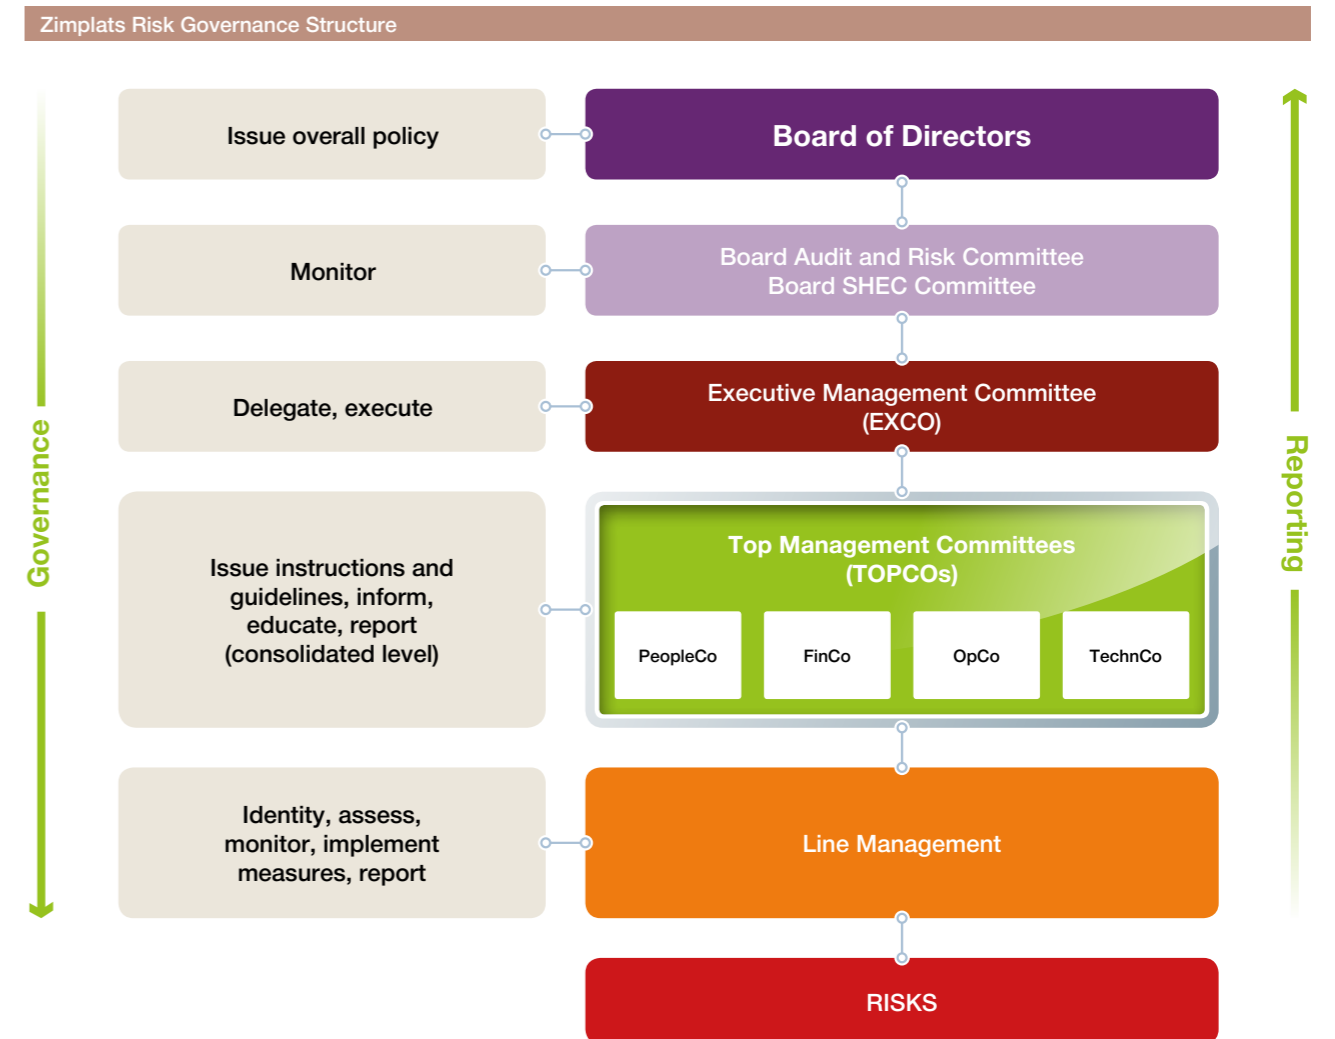 Zimplats Risk Governance Structure
Issue overall policy
Board of Directors
Monitor
Board Audit and Risk Committee
Board SHEC Committee
Delegate, execute
Executive Management Committee
(EXCO)
Governance
Reporting
Issue instructions and
guidelines, inform,
educate, report
(consolidated level)
Top Management Committees
(TOPCOs)
PeopleCo
FinCo
OpCo
TechnCo
Identity, assess,
monitor, implement
measures, report
Line Management
RISKS